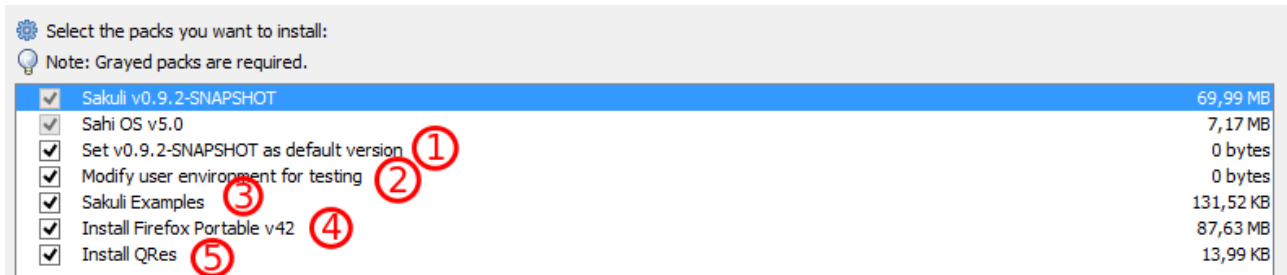 Select the packs you want to install:
Note: Grayed packs are required.
Sakuli v0.9.2-SNAPSHOT 69,99 MB
Sahi OS v5.0 7,17 MB
Set v0.9.2-SNAPSHOT as default version 1 0 bytes
Modify user environment for testing 2 0 bytes
Sakuli Examples 3 131,52 KB
Install Firefox Portable v42 4 87,63 MB
Install QRes 5 13,99 KB